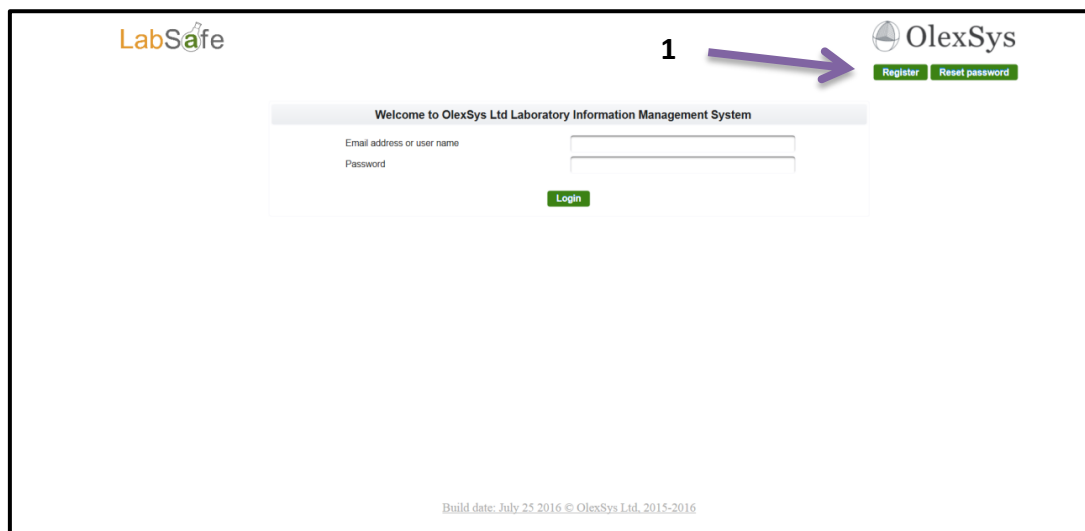 LabSafe
OlexSys
1
Register Reset password
Welcome to OlexSys Ltd Laboratory Information Management System
Email address or user name
Password
Login
Build date: July 25 2016 © OlexSys Ltd, 2015-2016